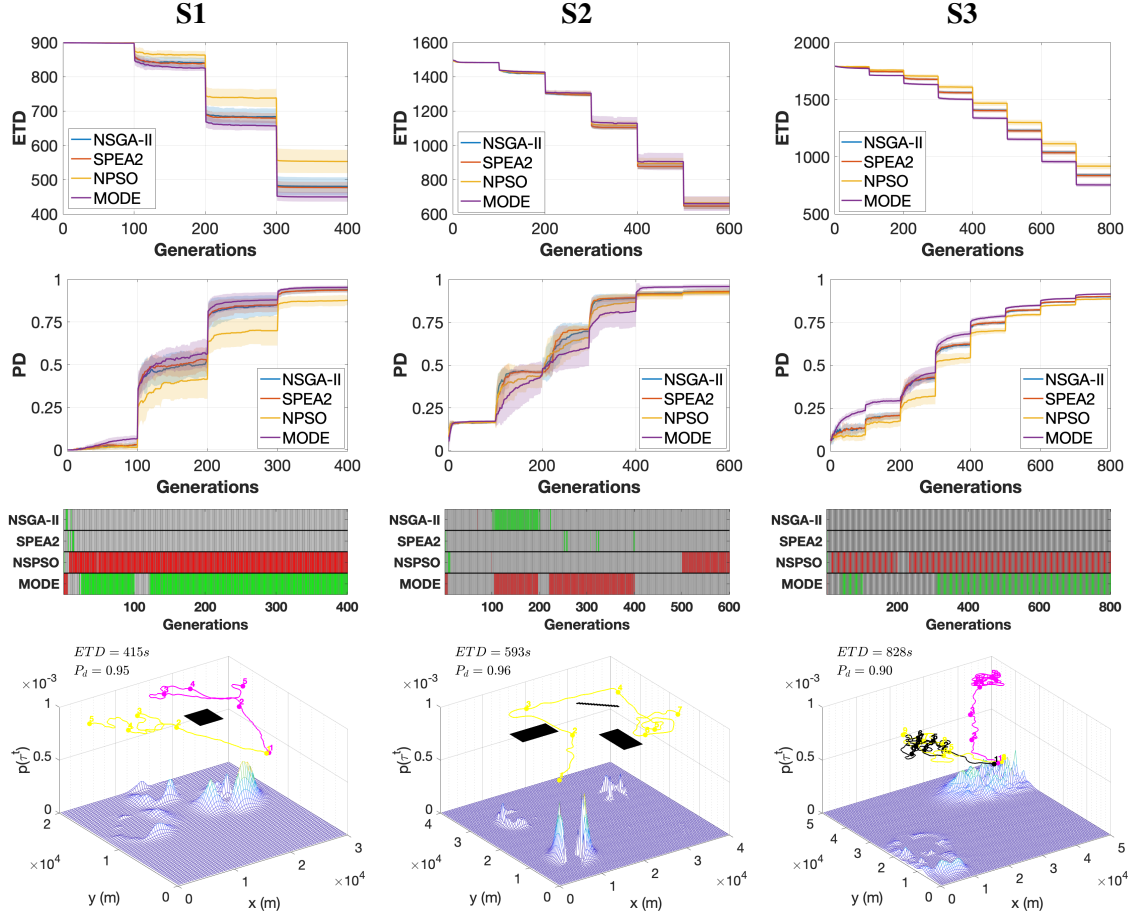 S1 S2 S3
900 1600 2000
800 1400
700 1200 1500
600 1000 1000
500 800
400 600 500
ETD ETD ETD
NSGA-II NSGA-II NSGA-II
SPEA2 SPEA2 SPEA2
NPSO NPSO NPSO
MODE MODE MODE
0 100 200 300 400 0 200 400 600 0 200 400 600 800
Generations Generations Generations
1 1 1
0.75 0.75 0.75
0.5 0.5 0.5
0.25 0.25 0.25
0 0 0
PD PD PD
NSGA-II NSGA-II NSGA-II
SPEA2 SPEA2 SPEA2
NPSO NPSO NPSO
MODE MODE MODE
0 100 200 300 400 0 200 400 600 0 200 400 600 800
Generations Generations Generations
NSGA-II NSGA-II NSGA-II
SPEA2 SPEA2 SPEA2
NSPSO NSPSO NSPSO
MODE MODE MODE
100 200 300 400 100 200 300 400 500 600 200 400 600 800
Generations Generations Generations
ETD = 415s ETD = 593s ETD = 828s
P_d = 0.95 P_d = 0.96 P_d = 0.90
×10^-3 ×10^-3 ×10^-3
1 1 1
0.5 0.5 0.5
0 0 0
p(τ^t) p(τ^t) p(τ^t)
2 1 0 4 3 2 1 0 5 4 3 2 1 0
0 1 2 3 0 1 2 3 4 0 1 2 3 4 5
×10^4 ×10^4 ×10^4 ×10^4 ×10^4 ×10^4
y (m) x (m) y (m) x (m) y (m) x (m)